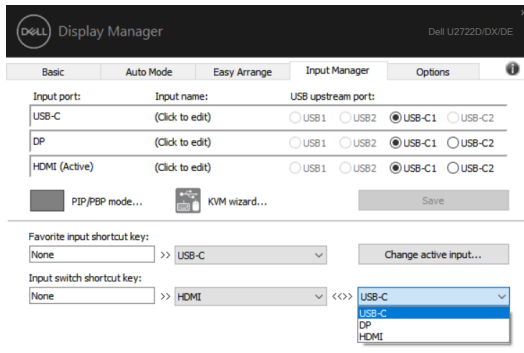 DELL Display Manager Dell U2722D/DX/DE
Basic Auto Mode Easy Arrange Input Manager Options
Input port: Input name: USB upstream port:
USB-C (Click to edit) USB1 USB2 USB-C1 USB-C2
DP (Click to edit) USB1 USB2 USB-C1 USB-C2
HDMI (Active) (Click to edit) USB1 USB2 USB-C1 USB-C2
PIP/PBP mode... KVM wizard... Save
Favorite input shortcut key:
None >> USB-C Change active input...
Input switch shortcut key:
None >> HDMI <<>> USB-C
USB-C
DP
HDMI